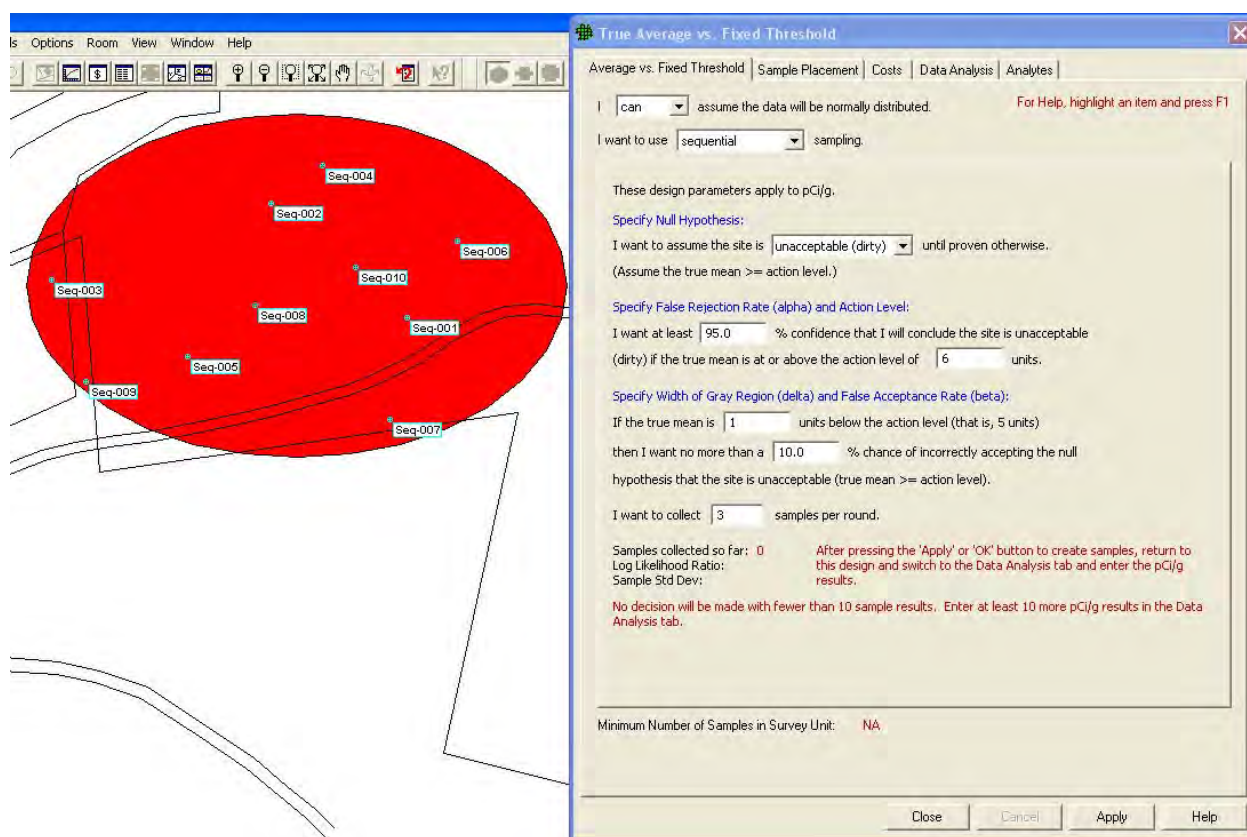 ls Options Room View Window Help
Seq-004
Seq-002
Seq-006
Seq-010
Seq-003
Seq-008
Seq-001
Seq-005
Seq-009
Seq-007
True Average vs. Fixed Threshold
Average vs. Fixed Threshold Sample Placement Costs Data Analysis Analytes
I can assume the data will be normally distributed.
For Help, highlight an item and press F1
I want to use sequential sampling.
These design parameters apply to pCi/g.
Specify Null Hypothesis:
I want to assume the site is unacceptable (dirty) until proven otherwise.
(Assume the true mean >= action level.)
Specify False Rejection Rate (alpha) and Action Level:
I want at least 95.0 % confidence that I will conclude the site is unacceptable
(dirty) if the true mean is at or above the action level of 6 units.
Specify Width of Gray Region (delta) and False Acceptance Rate (beta):
If the true mean is 1 units below the action level (that is, 5 units)
then I want no more than a 10.0 % chance of incorrectly accepting the null
hypothesis that the site is unacceptable (true mean >= action level).
I want to collect 3 samples per round.
Samples collected so far: 0
Log Likelihood Ratio:
Sample Std Dev:
After pressing the 'Apply' or 'OK' button to create samples, return to
this design and switch to the Data Analysis tab and enter the pCi/g
results.
No decision will be made with fewer than 10 sample results. Enter at least 10 more pCi/g results in the Data
Analysis tab.
Minimum Number of Samples in Survey Unit: NA
Close Cancel Apply Help